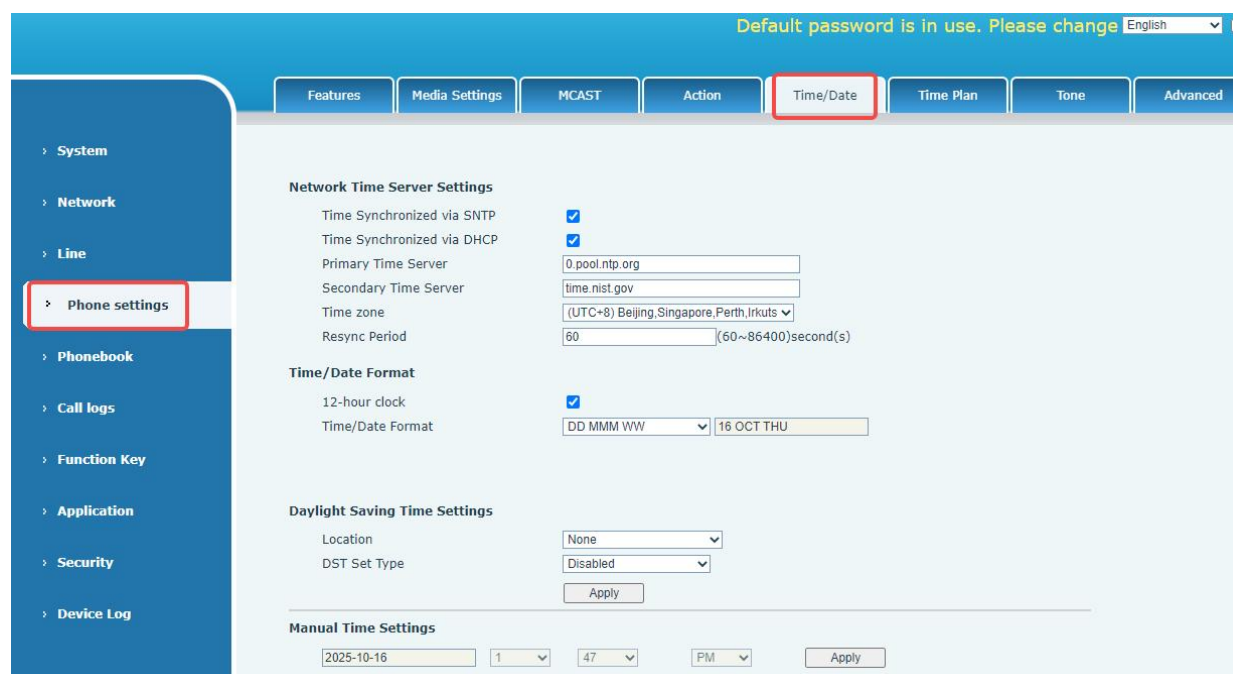 Default password is in use. Please change English
Features Media Settings MCAST Action Time/Date Time Plan Tone Advanced
› System
› Network
› Line
› Phone settings
› Phonebook
› Call logs
› Function Key
› Application
› Security
› Device Log
Network Time Server Settings
Time Synchronized via SNTP
Time Synchronized via DHCP
Primary Time Server 0.pool.ntp.org
Secondary Time Server time.nist.gov
Time zone (UTC+8) Beijing,Singapore,Perth,Irkuts
Resync Period 60 (60~86400)second(s)
Time/Date Format
12-hour clock
Time/Date Format DD MMM WW 16 OCT THU
Daylight Saving Time Settings
Location None
DST Set Type Disabled
Apply
Manual Time Settings
2025-10-16 1 47 PM Apply